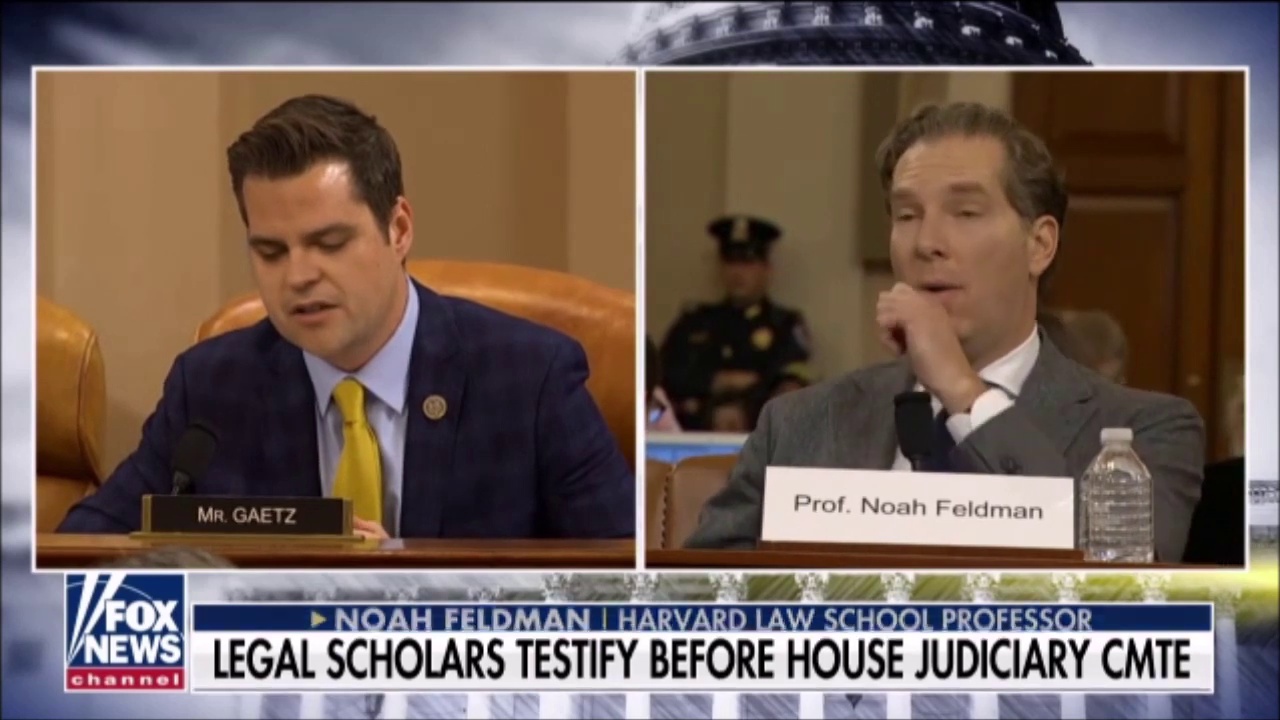 MR. GAETZ
Prof. Noah Feldman
FOX
NEWS
channel
NOAH FELDMAN | HARVARD LAW SCHOOL PROFESSOR
LEGAL SCHOLARS TESTIFY BEFORE HOUSE JUDICIARY CMTE